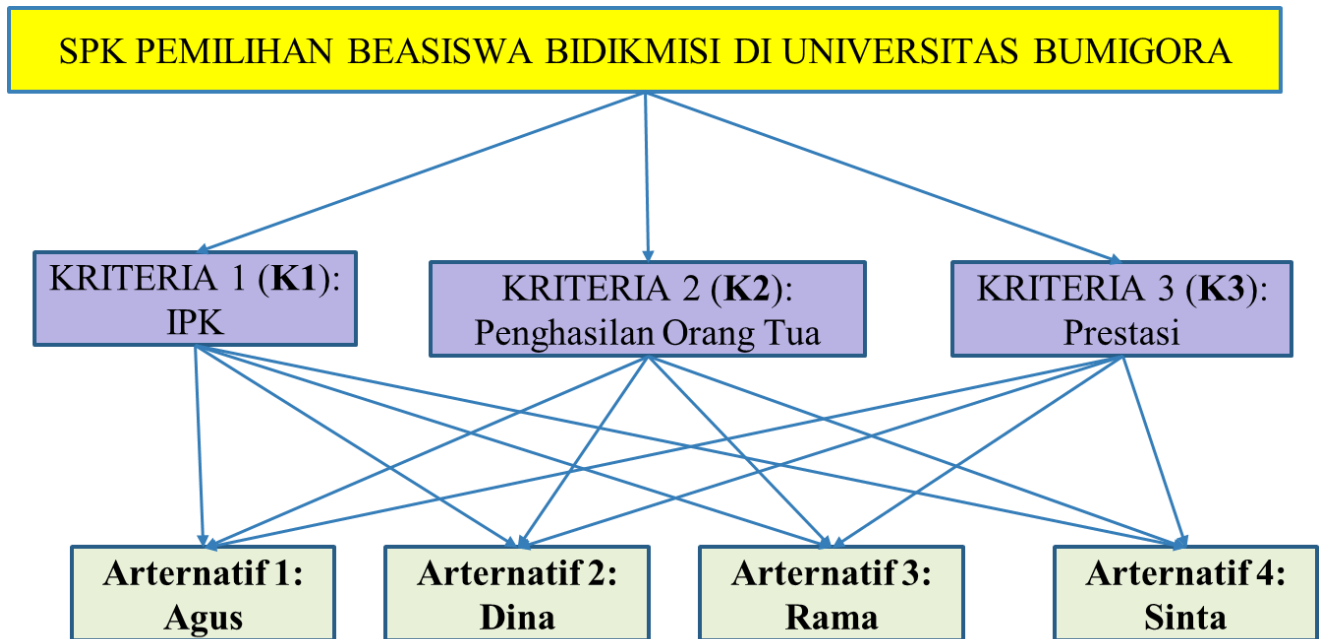 SPK PEMILIHAN BEASISWA BIDIKMISI DI UNIVERSITAS BUMIGORA
KRITERIA 1 (K1):
IPK
KRITERIA 2 (K2):
Penghasilan Orang Tua
KRITERIA 3 (K3):
Prestasi
Arternatif 1:
Agus
Arternatif 2:
Dina
Arternatif 3:
Rama
Arternatif 4:
Sinta